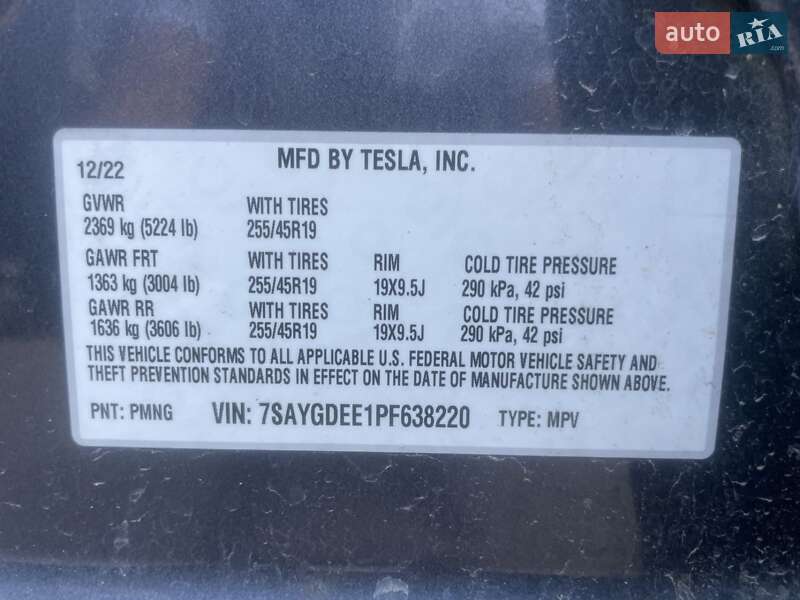 auto RIA.com
12/22 MFD BY TESLA, INC.
GVWR WITH TIRES
2369 kg (5224 lb) 255/45R19
GAWR FRT WITH TIRES RIM COLD TIRE PRESSURE
1363 kg (3004 lb) 255/45R19 19X9.5J 290 kPa, 42 psi
GAWR RR WITH TIRES RIM COLD TIRE PRESSURE
1636 kg (3606 lb) 255/45R19 19X9.5J 290 kPa, 42 psi
THIS VEHICLE CONFORMS TO ALL APPLICABLE U.S. FEDERAL MOTOR VEHICLE SAFETY AND
THEFT PREVENTION STANDARDS IN EFFECT ON THE DATE OF MANUFACTURE SHOWN ABOVE.
PNT: PMNG VIN: 7SAYGDEE1PF638220 TYPE: MPV